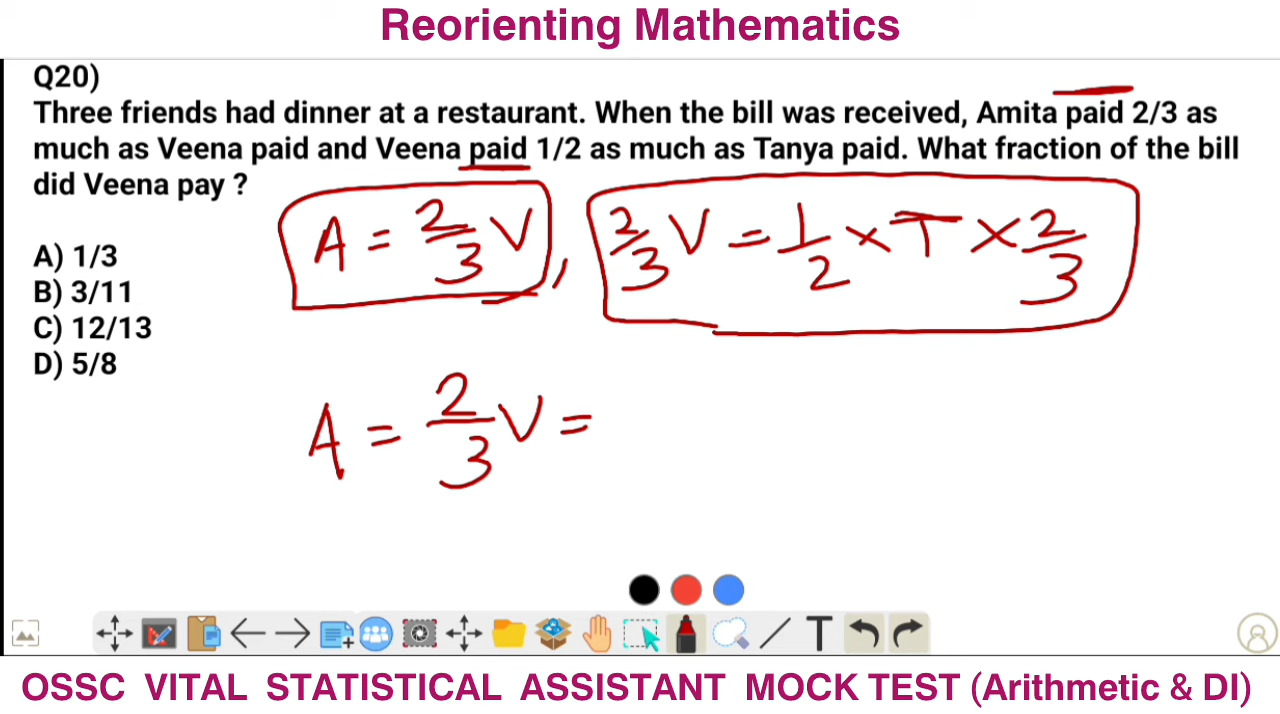 Reorienting Mathematics
Q20)
Three friends had dinner at a restaurant. When the bill was received, Amita paid 2/3 as
much as Veena paid and Veena paid 1/2 as much as Tanya paid. What fraction of the bill
did Veena pay ?
A = 2/3 V , 2/3 V = 1/2 × T × 2/3
A) 1/3
B) 3/11
C) 12/13
D) 5/8
A = 2/3 V =
T
OSSC VITAL STATISTICAL ASSISTANT MOCK TEST (Arithmetic & DI)